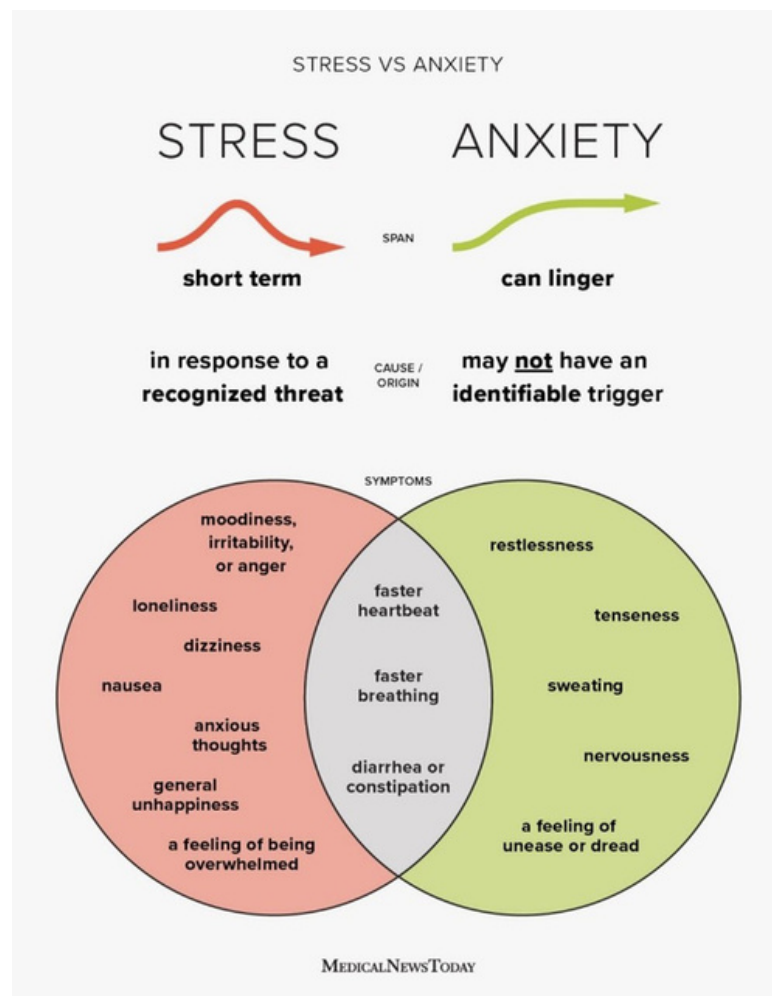 STRESS VS ANXIETY
STRESS
ANXIETY
SPAN
short term
can linger
in response to a
recognized threat
CAUSE /
ORIGIN
may not have an
identifiable trigger
SYMPTOMS
moodiness,
irritability,
or anger
loneliness
dizziness
nausea
anxious
thoughts
general
unhappiness
a feeling of being
overwhelmed
faster
heartbeat
faster
breathing
diarrhea or
constipation
restlessness
tenseness
sweating
nervousness
a feeling of
unease or dread
MEDICALNEWSTODAY